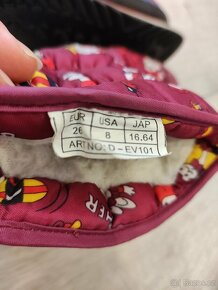 EUR USA JAP
26 8 16.64
ART NO: D-EV101